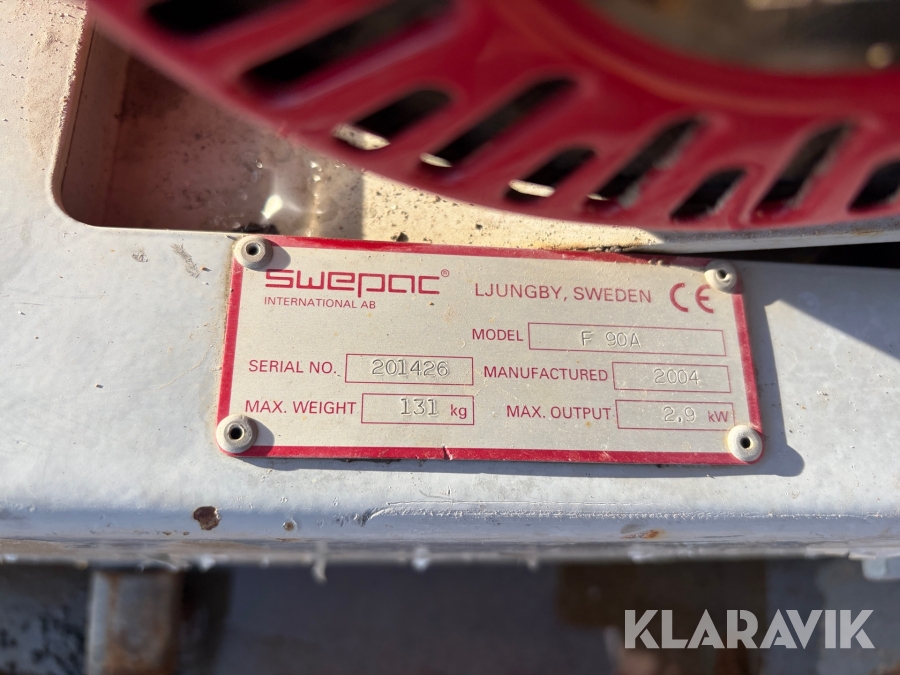 swepac®
INTERNATIONAL AB
LJUNGBY, SWEDEN CE
MODEL F 90A
SERIAL NO. 201426 MANUFACTURED 2004
MAX. WEIGHT 131 kg MAX. OUTPUT 2,9 kW
KLARAVIK